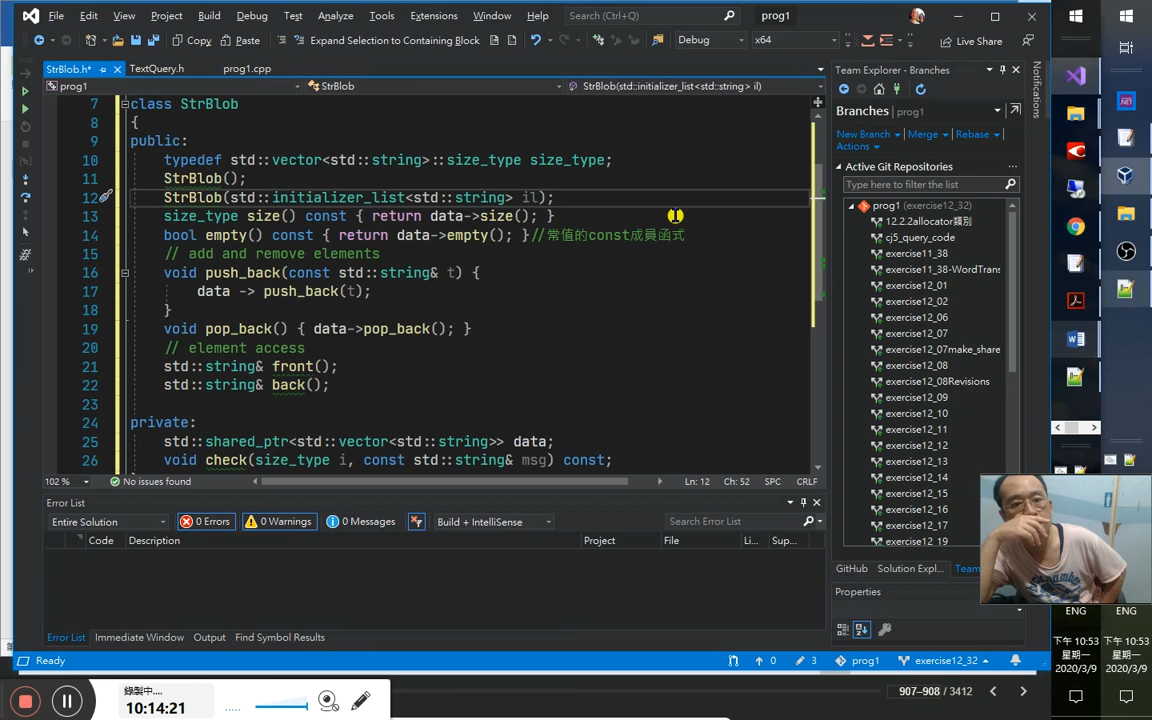 File Edit View Project Build Debug Test Analyze Tools Extensions Window Help Search (Ctrl+Q) prog1
Copy Paste Expand Selection to Containing Block Debug x64 Live Share
StrBlob.h* TextQuery.h prog1.cpp
prog1 StrBlob StrBlob(std::initializer_list<std::string> il)
7 class StrBlob
8 {
9 public:
10 typedef std::vector<std::string>::size_type size_type;
11 StrBlob();
12 StrBlob(std::initializer_list<std::string> il);
13 size_type size() const { return data->size(); }
14 bool empty() const { return data->empty(); }//常值的const成員函式
15 // add and remove elements
16 void push_back(const std::string& t) {
17 data -> push_back(t);
18 }
19 void pop_back() { data->pop_back(); }
20 // element access
21 std::string& front();
22 std::string& back();
23
24 private:
25 std::shared_ptr<std::vector<std::string>> data;
26 void check(size_type i, const std::string& msg) const;
102 % No issues found Ln: 12 Ch: 52 SPC CRLF
Error List
Entire Solution 0 Errors 0 Warnings 0 Messages Build + IntelliSense Search Error List
Code Description Project File Li... Sup...
Error List Immediate Window Output Find Symbol Results
Ready 0 3 prog1 exercise12_32
Team Explorer - Branches
Branches prog1
New Branch Merge Rebase
Actions
Active Git Repositories
Type here to filter the list
prog1 (exercise12_32)
12.2.2allocator類別
cj5_query_code
exercise11_38
exercise11_38-WordTrans
exercise12_01
exercise12_02
exercise12_06
exercise12_07
exercise12_07make_share
exercise12_08
exercise12_08Revisions
exercise12_09
exercise12_10
exercise12_11
exercise12_12
exercise12_13
exercise12_14
exercise12_15
exercise12_16
exercise12_17
exercise12_19
GitHub Solution Expl... Team
Properties
Notifications
.NET
ENG ENG
下午 10:53 下午 10:53
星期一 星期一
2020/3/9 2020/3/9
錄製中....
10:14:21
907–908 / 3412